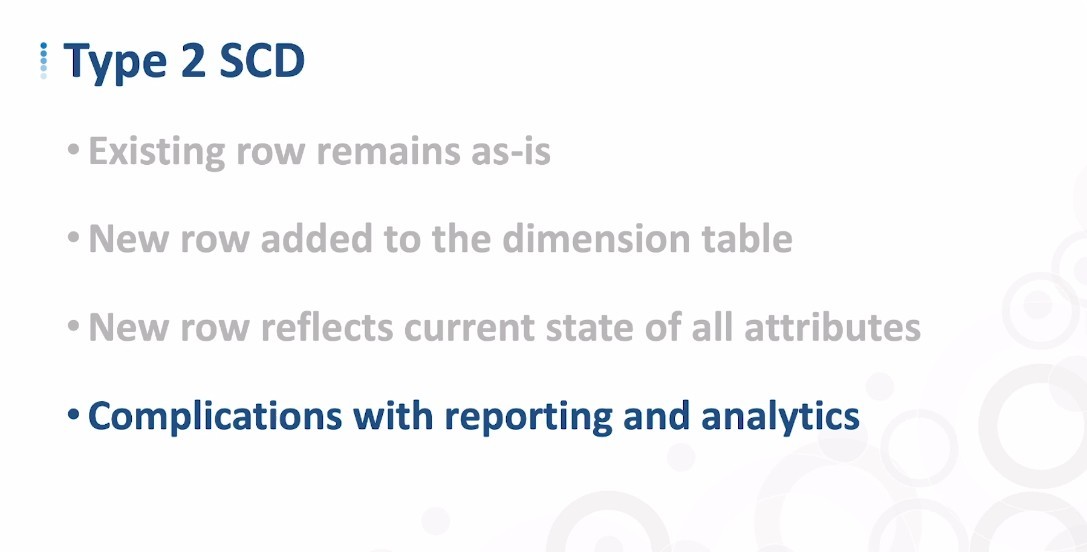 Type 2 SCD
• Existing row remains as-is
• New row added to the dimension table
• New row reflects current state of all attributes
• Complications with reporting and analytics